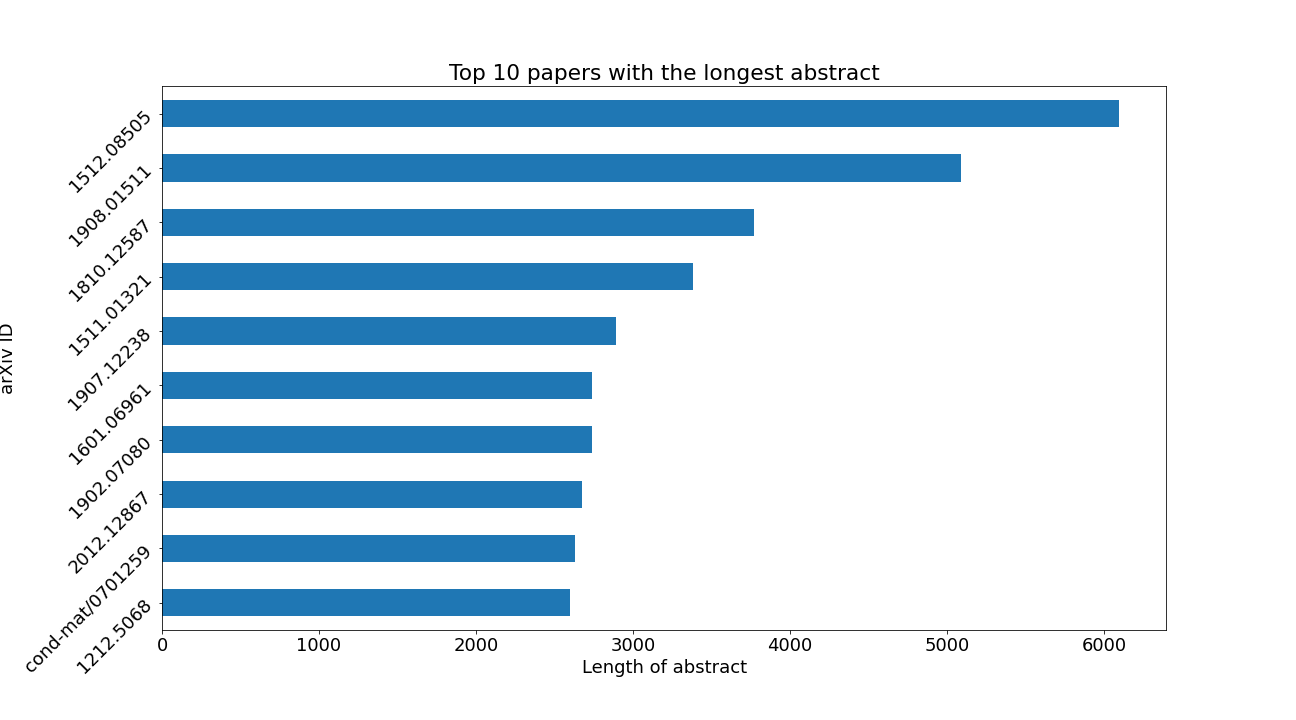 Top 10 papers with the longest abstract
arXiv ID
1512.08505
1908.01511
1810.12587
1511.01321
1907.12238
1601.06961
1902.07080
2012.12867
cond-mat/0701259
1212.5068
0 1000 2000 3000 4000 5000 6000
Length of abstract